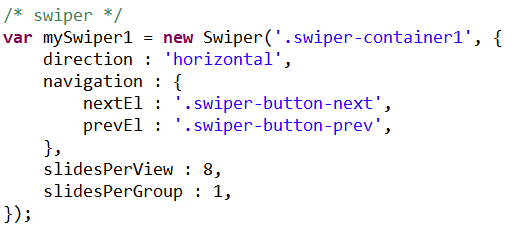 /* swiper */
var mySwiper1 = new Swiper('.swiper-container1', {
    direction : 'horizontal',
    navigation : {
        nextEl : '.swiper-button-next',
        prevEl : '.swiper-button-prev',
    },
    slidesPerView : 8,
    slidesPerGroup : 1,
});